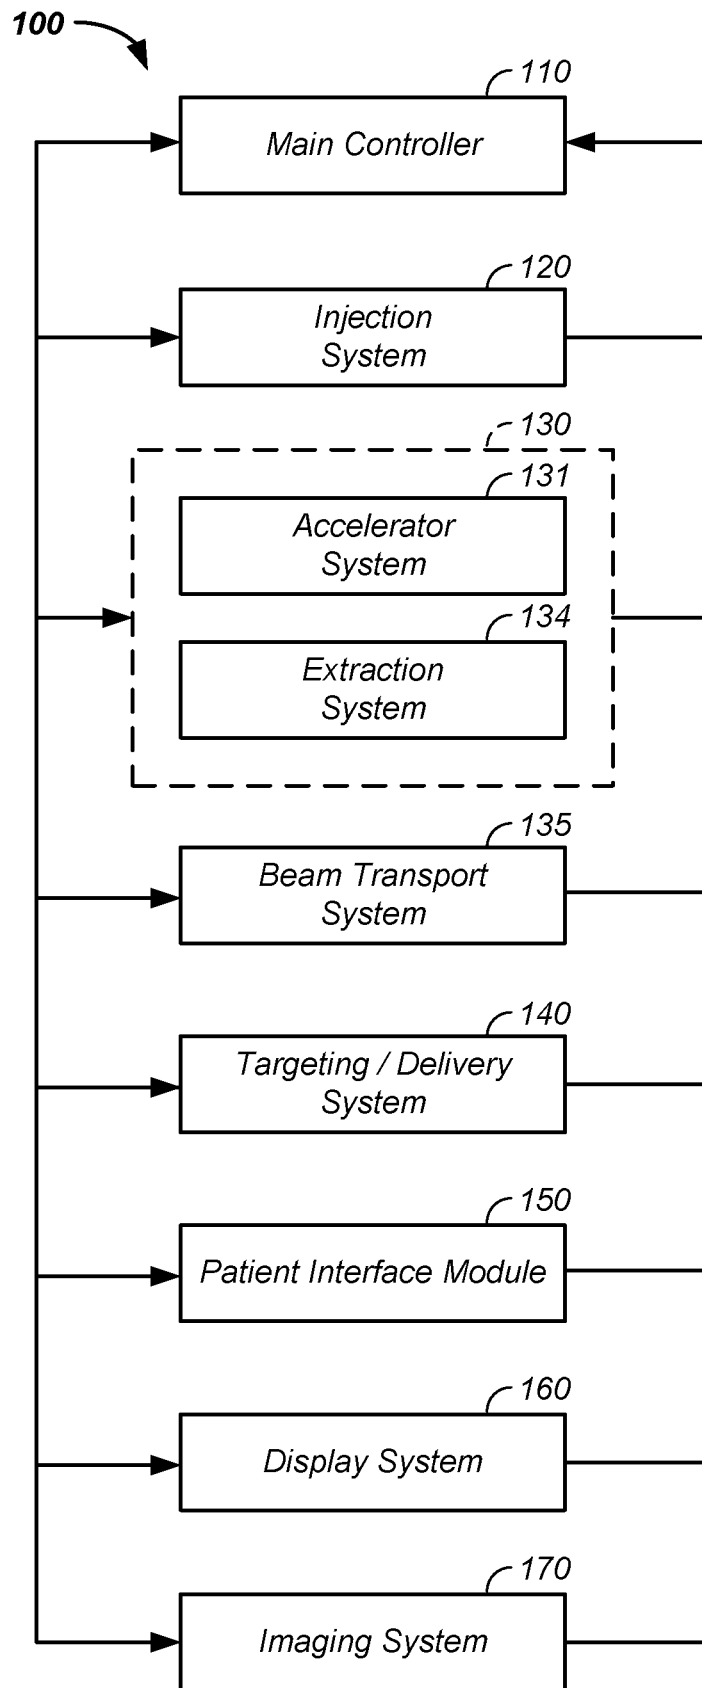 100
110
Main Controller
120
Injection
System
130
131
Accelerator
System
134
Extraction
System
135
Beam Transport
System
140
Targeting / Delivery
System
150
Patient Interface Module
160
Display System
170
Imaging System